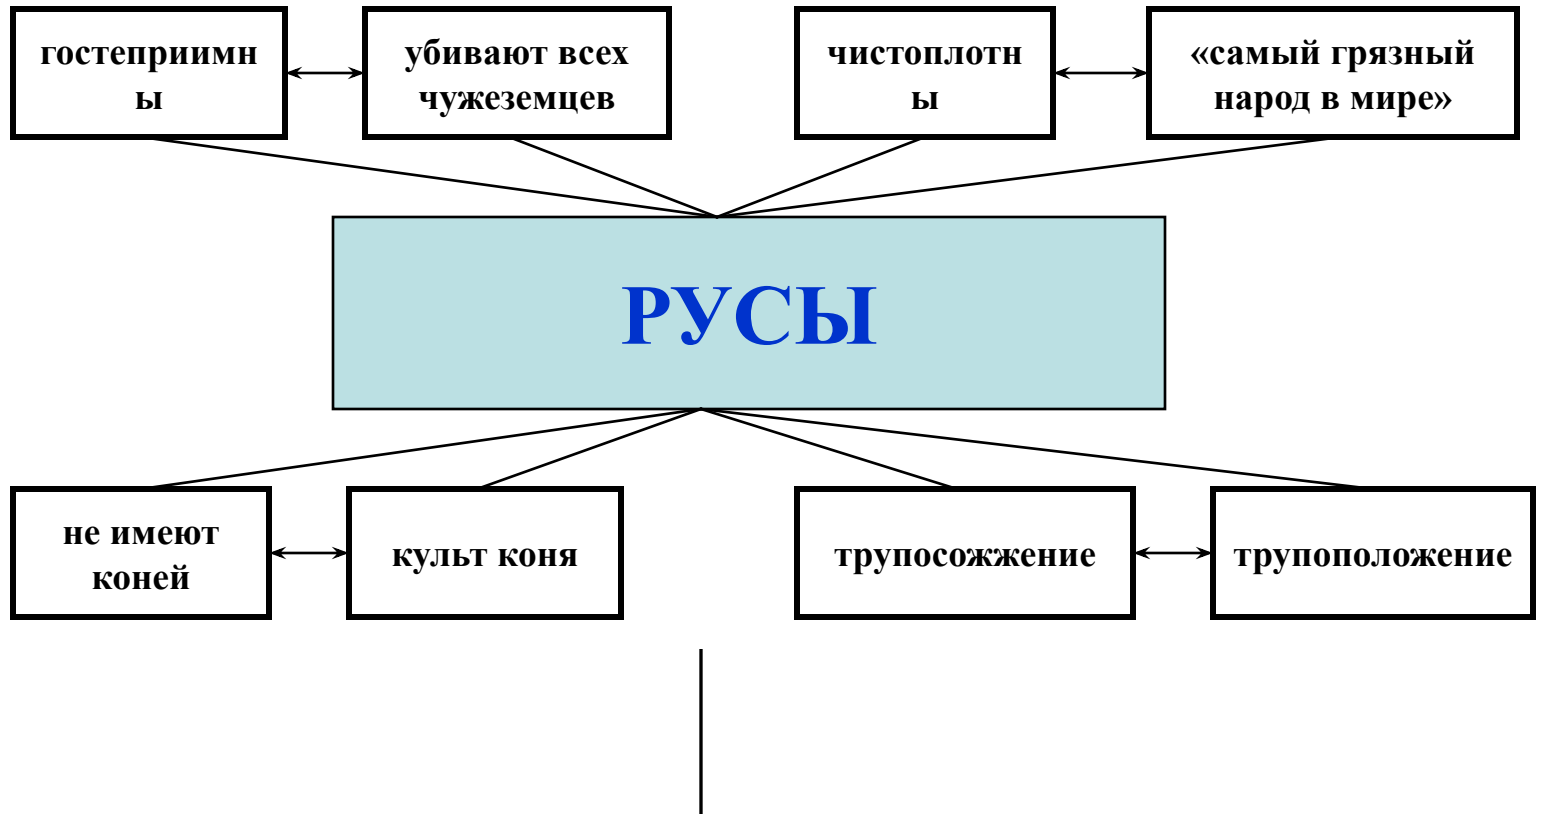 гостеприимн
ы
убивают всех
чужеземцев
чистоплотн
ы
«самый грязный
народ в мире»
РУСЫ
не имеют
коней
культ коня
трупосожжение
трупоположение